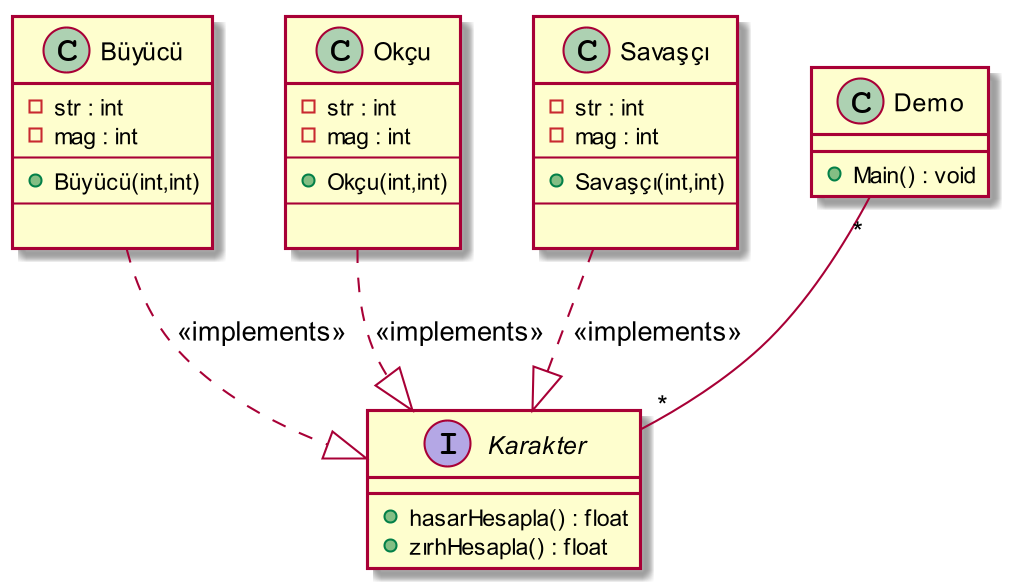 C Büyücü
str : int
mag : int
Büyücü(int,int)
C Okçu
str : int
mag : int
Okçu(int,int)
C Savaşçı
str : int
mag : int
Savaşçı(int,int)
C Demo
Main() : void
«implements»
«implements»
«implements»
*
*
I Karakter
hasarHesapla() : float
zırhHesapla() : float